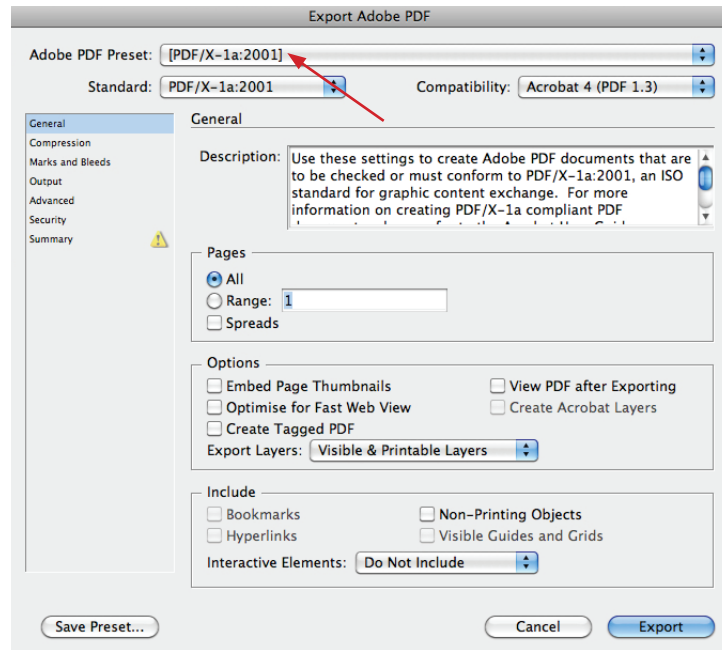 Export Adobe PDF
Adobe PDF Preset: [PDF/X-1a:2001]
Standard: PDF/X-1a:2001 Compatibility: Acrobat 4 (PDF 1.3)
General
Compression
Marks and Bleeds
Output
Advanced
Security
Summary
General
Description: Use these settings to create Adobe PDF documents that are
to be checked or must conform to PDF/X-1a:2001, an ISO
standard for graphic content exchange. For more
information on creating PDF/X-1a compliant PDF
Pages
All
Range: 1
Spreads
Options
Embed Page Thumbnails View PDF after Exporting
Optimise for Fast Web View Create Acrobat Layers
Create Tagged PDF
Export Layers: Visible & Printable Layers
Include
Bookmarks Non-Printing Objects
Hyperlinks Visible Guides and Grids
Interactive Elements: Do Not Include
Save Preset... Cancel Export